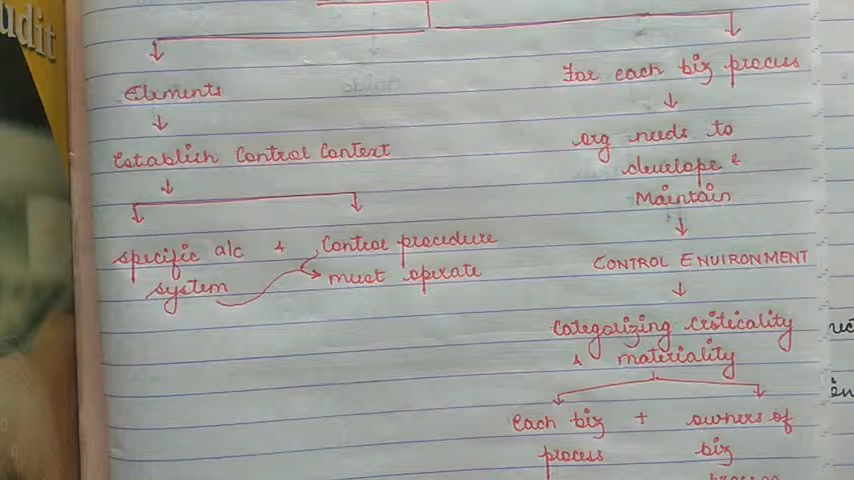 udit
Elements
Establish Control Context
specific a/c & Control procedure
system must operate
For each biz process
org needs to
develope &
Maintain
CONTROL ENVIRONMENT
Categorizing criticality
& materiality
Each biz + owners of
process biz
process